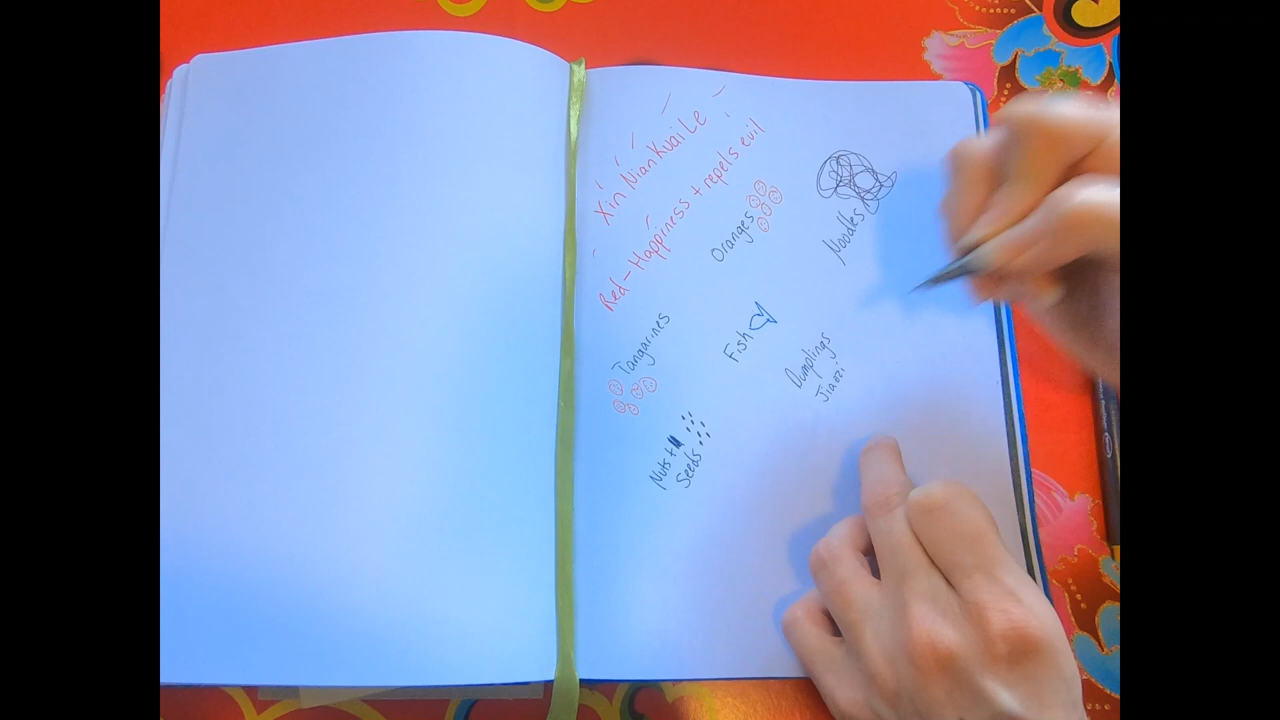 Xin Nian Kuai Le
Red - Happiness + repels evil
Tangarines
Oranges
Noodles
Nuts +
Seeds
Fish
Dumplings
Jiaozi